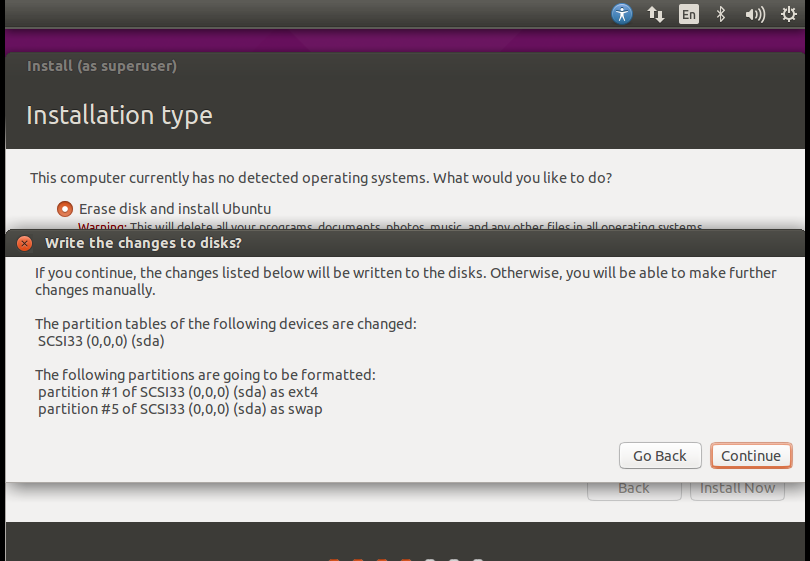 En
Install (as superuser)
Installation type
This computer currently has no detected operating systems. What would you like to do?
Erase disk and install Ubuntu
Warning: This will delete all your programs, documents, photos, music, and any other files in all operating systems.
Write the changes to disks?
If you continue, the changes listed below will be written to the disks. Otherwise, you will be able to make further
changes manually.
The partition tables of the following devices are changed:
SCSI33 (0,0,0) (sda)
The following partitions are going to be formatted:
partition #1 of SCSI33 (0,0,0) (sda) as ext4
partition #5 of SCSI33 (0,0,0) (sda) as swap
Go Back
Continue
Back
Install Now